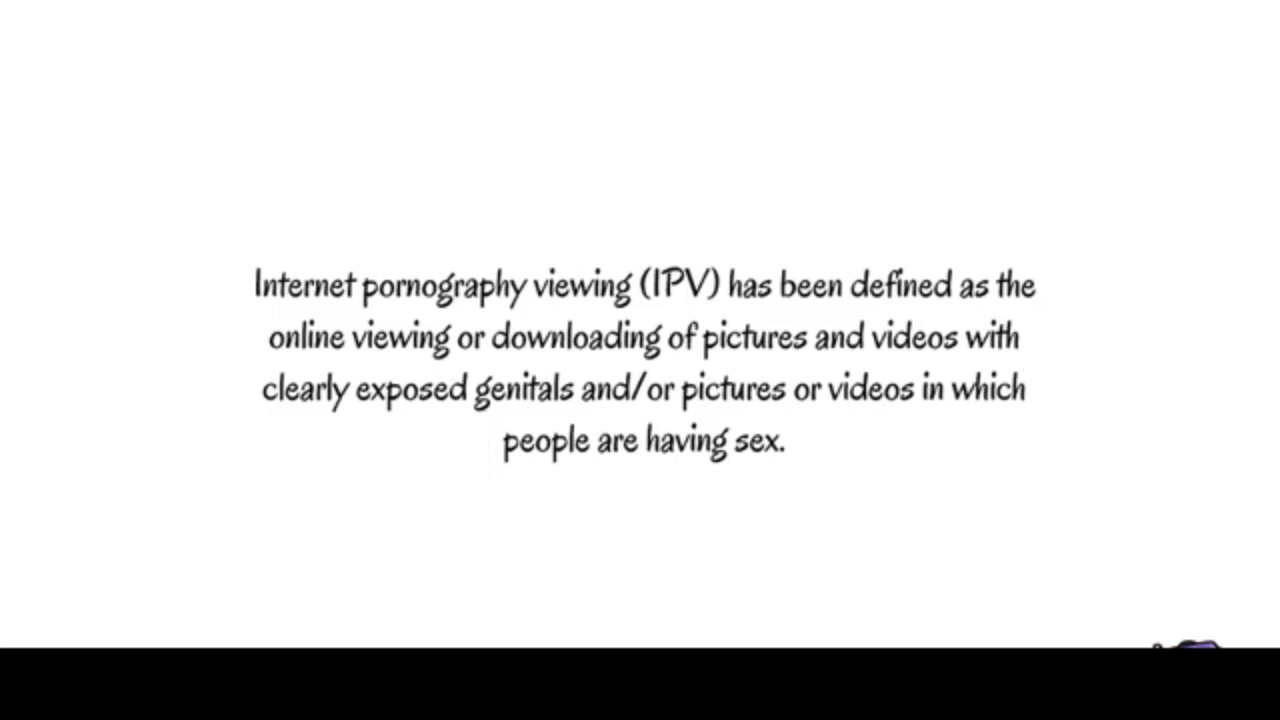 Internet pornography viewing (IPV) has been defined as the
online viewing or downloading of pictures and videos with
clearly exposed genitals and/or pictures or videos in which
people are having sex.